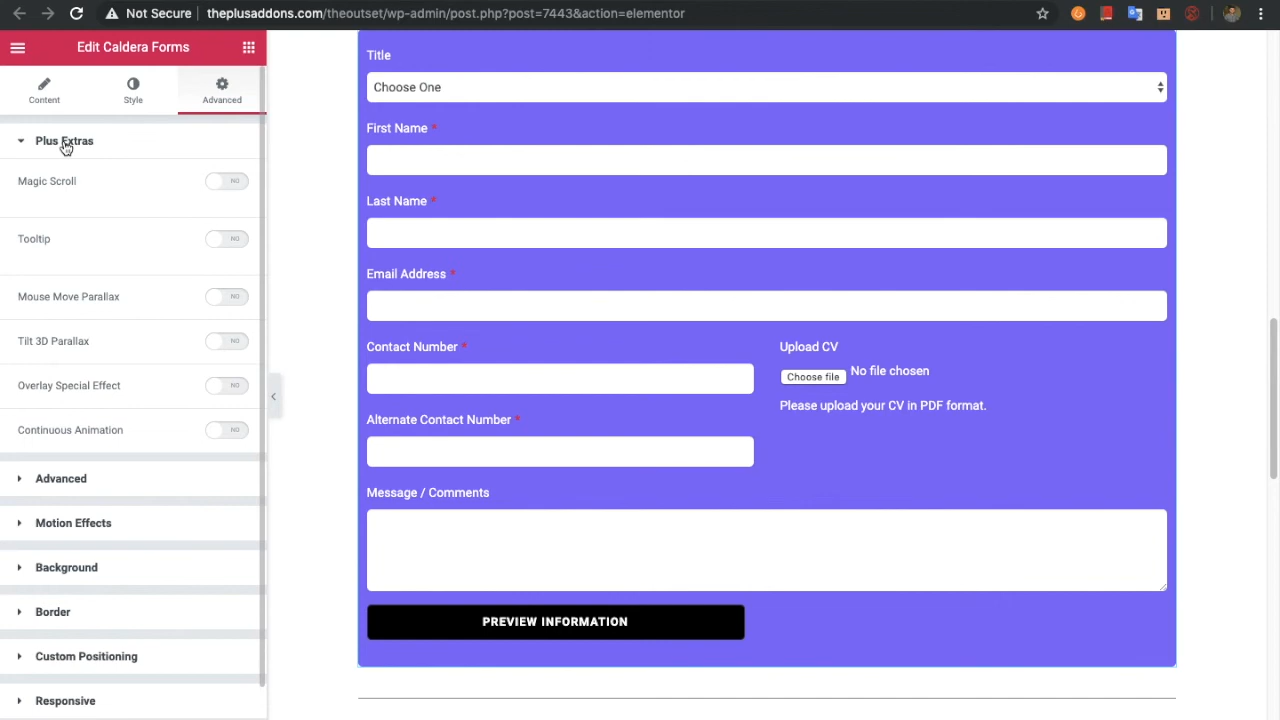 Not Secure
theplusaddons.com/theoutset/wp-admin/post.php?post=7443&action=elementor
Edit Caldera Forms
Content
Style
Advanced
Plus Extras
Magic Scroll
NO
Tooltip
NO
Mouse Move Parallax
NO
Tilt 3D Parallax
NO
Overlay Special Effect
NO
Continuous Animation
NO
Advanced
Motion Effects
Background
Border
Custom Positioning
Responsive
Title
Choose One
First Name *
Last Name *
Email Address *
Contact Number *
Upload CV
Choose file No file chosen
Please upload your CV in PDF format.
Alternate Contact Number *
Message / Comments
PREVIEW INFORMATION